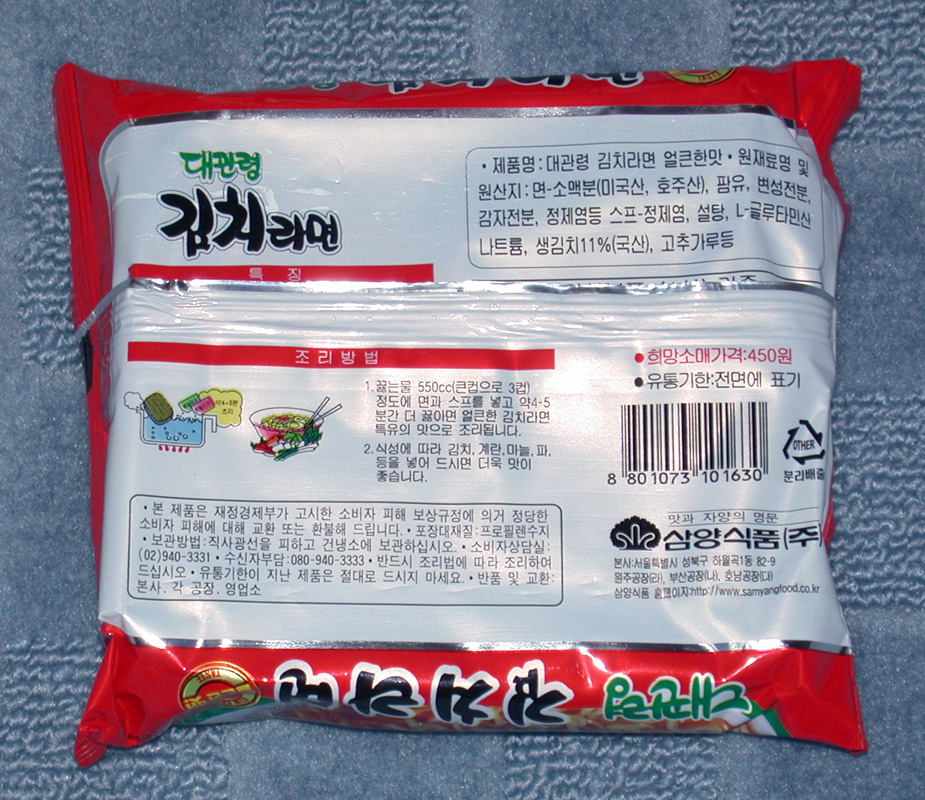 TASTE
대관령
김치라면
• 제품명:대관령 김치라면 얼큰한맛 • 원재료명 및
원산지:면-소맥분(미국산, 호주산), 팜유, 변성전분,
감자전분, 정제염등 스프-정제염, 설탕, L-글루타민산
나트륨, 생김치11%(국산), 고추가루등
특 징
조 리 방 법
약4~5분
조리
1. 끓는물 550cc(큰컵으로 3컵)
정도에 면과 스프를 넣고 약4-5
분간 더 끓이면 얼큰한 김치라면
특유의 맛으로 조리됩니다.
2. 식성에 따라 김치, 계란, 마늘, 파,
등을 넣어 드시면 더욱 맛이
좋습니다.
●희망소매가격:450원
●유통기한:전면에 표기
8 801073 101630
OTHER
분리배출
• 본 제품은 재정경제부가 고시한 소비자 피해 보상규정에 의거 정당한
소비자 피해에 대해 교환 또는 환불해 드립니다. • 포장대재질:프로필렌수지
• 보관방법:직사광선을 피하고 건냉소에 보관하십시오. • 소비자상담실:
(02)940-3331 • 수신자부담:080-940-3333 • 반드시 조리법에 따라 조리하여
드십시오 • 유통기한이 지난 제품은 절대로 드시지 마세요. • 반품 및 교환:
본사. 각 공장. 영업소
맛과 자양의 명문
삼양식품(주)
본사:서울특별시 성북구 하월곡1동 82-9
원주공장(라), 부산공장(나), 호남공장(다)
삼양식품 홈페이지:http://www.samyangfood.co.kr
대관령
김치라면
TASTE